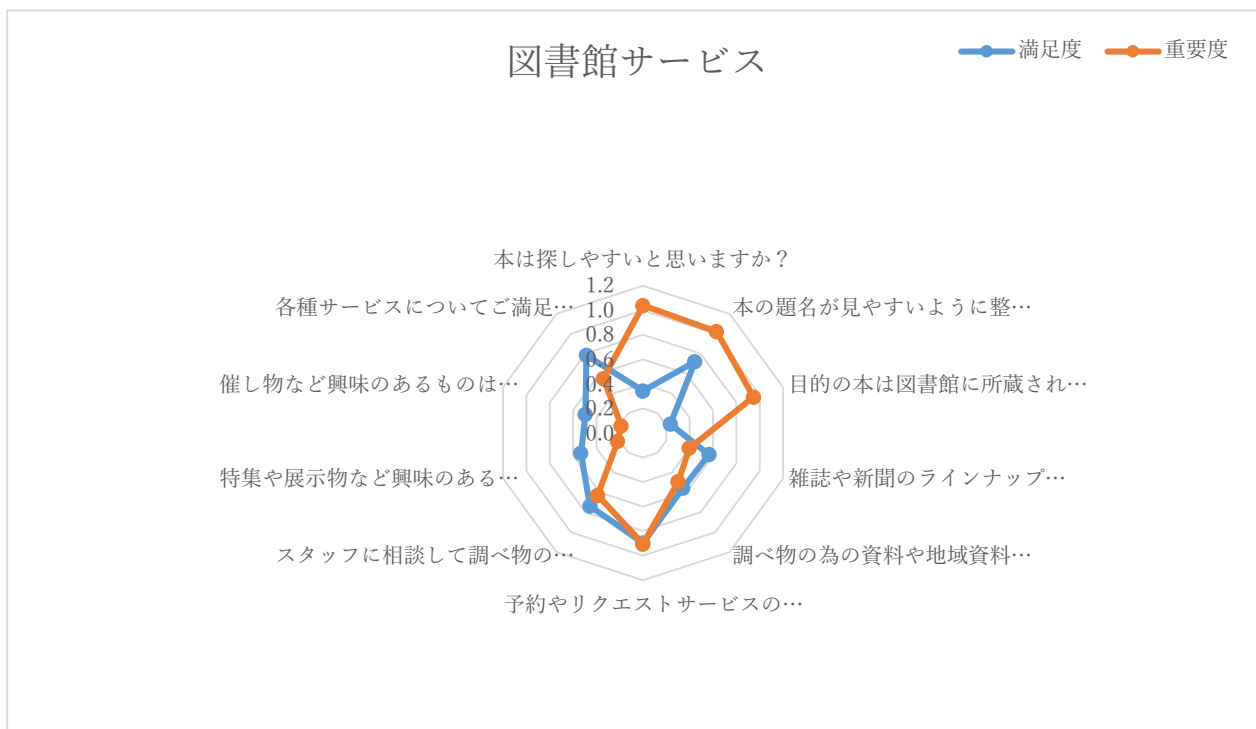 図書館サービス
満足度
重要度
本は探しやすいと思いますか？
本の題名が見やすいように整…
目的の本は図書館に所蔵され…
雑誌や新聞のラインナップ…
調べ物の為の資料や地域資料…
予約やリクエストサービスの…
スタッフに相談して調べ物の…
特集や展示物など興味のある…
催し物など興味のあるものは…
各種サービスについてご満足…
1.2
1.0
0.8
0.6
0.4
0.2
0.0